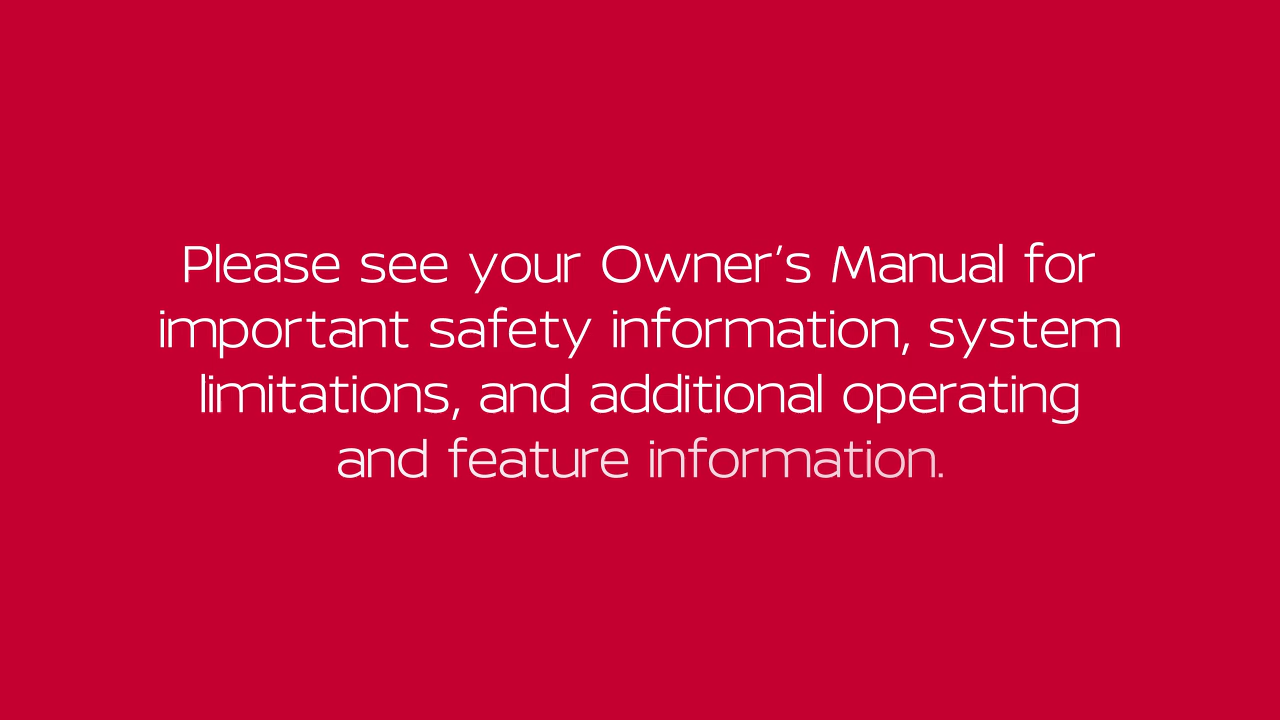 Please see your Owner’s Manual for
important safety information, system
limitations, and additional operating
and feature information.